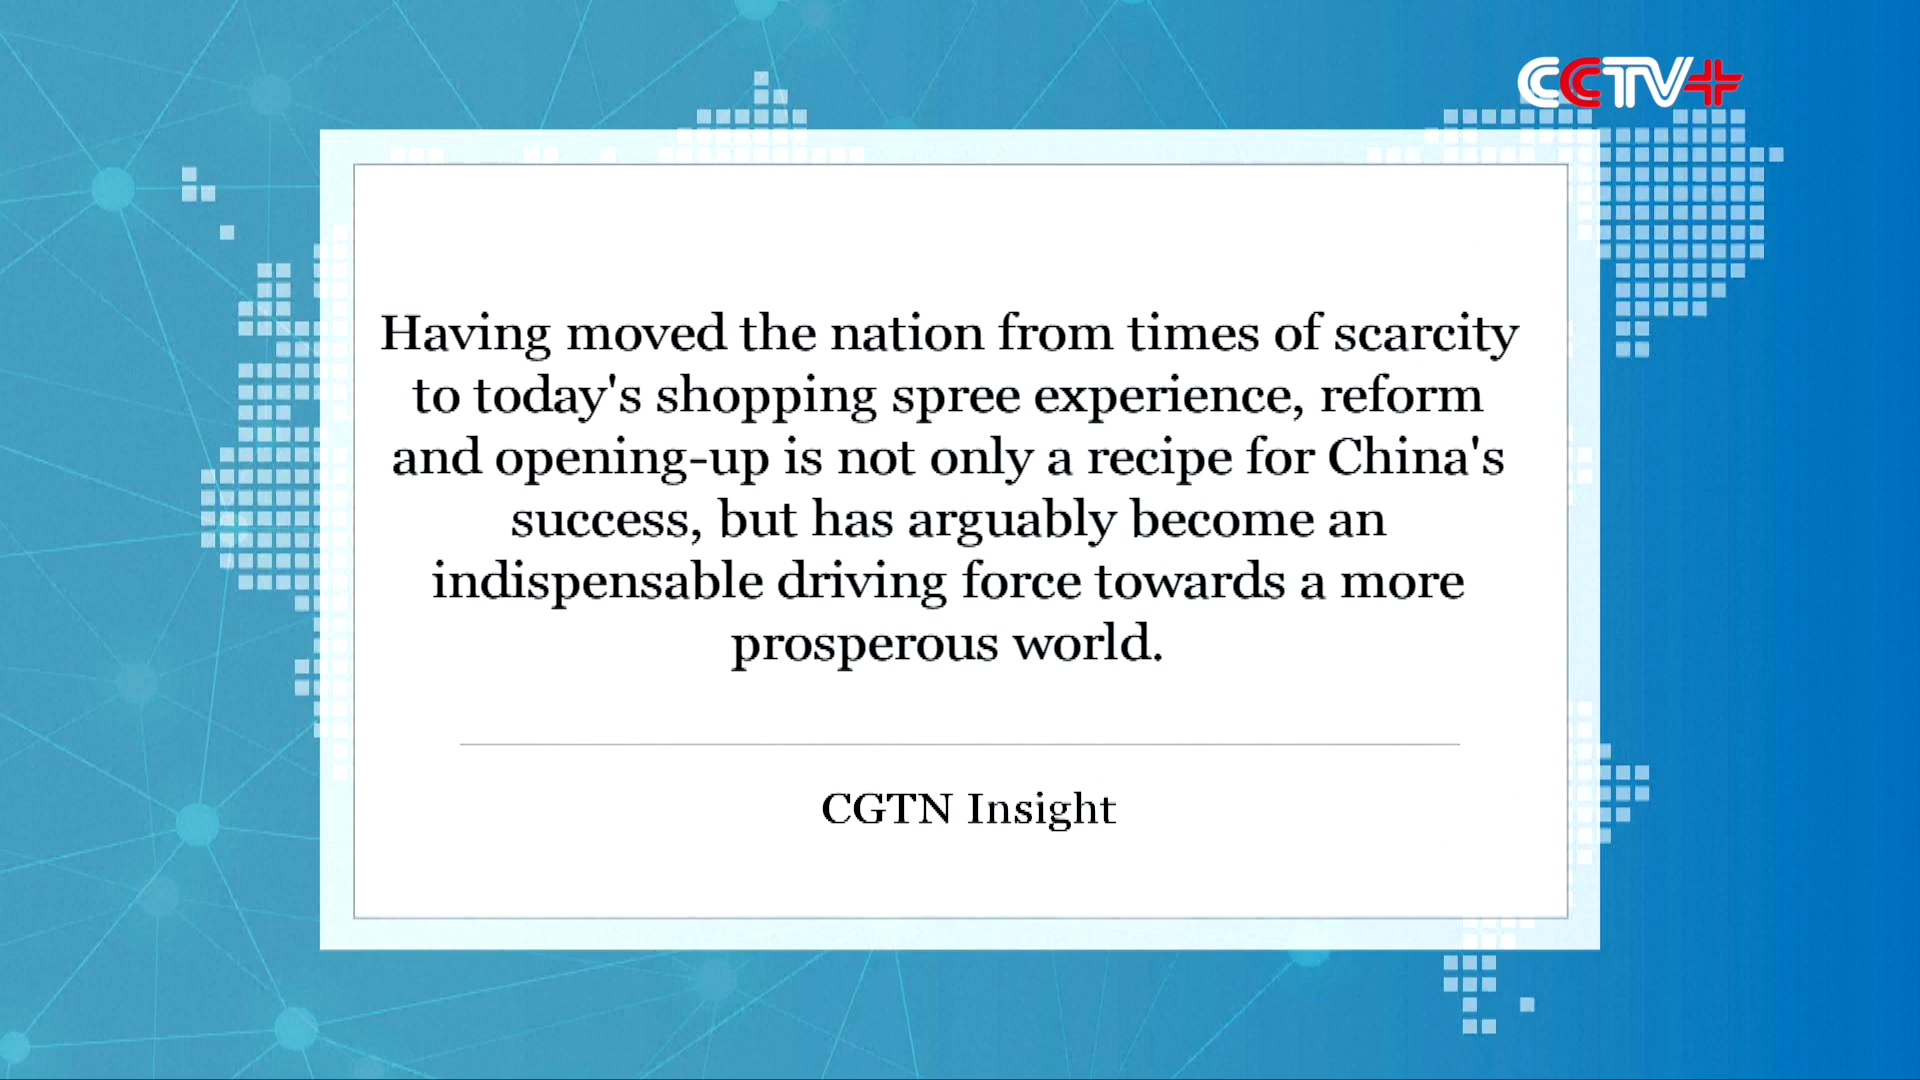 CCTV+
Having moved the nation from times of scarcity
to today's shopping spree experience, reform
and opening-up is not only a recipe for China's
success, but has arguably become an
indispensable driving force towards a more
prosperous world.
CGTN Insight